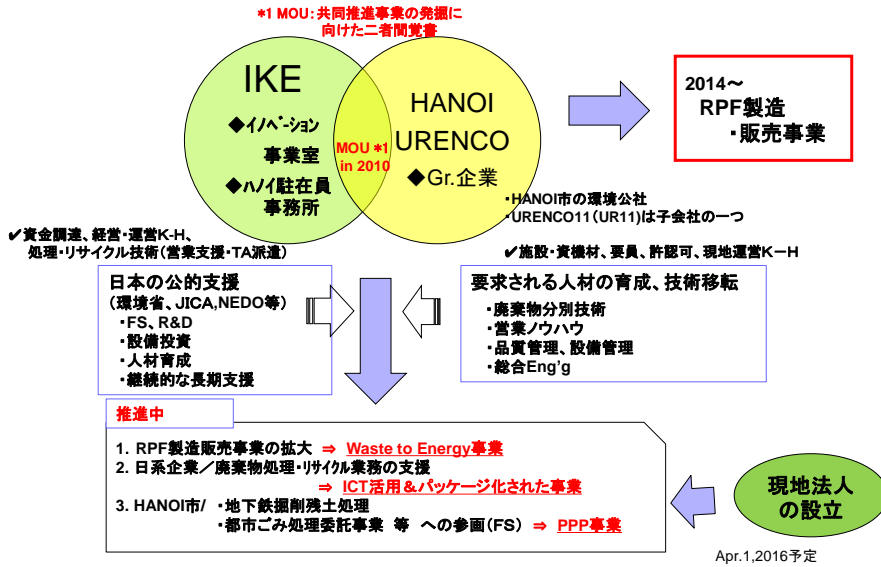 *1 MOU:共同推進事業の発掘に
向けた二者間覚書
IKE
◆ｲﾉﾍﾞｰｼｮﾝ
事業室
◆ﾊﾉｲ駐在員
事務所
MOU *1
in 2010
HANOI
URENCO
◆Gr.企業
2014～
RPF製造
・販売事業
・HANOI市の環境公社
・URENCO11(UR11)は子会社の一つ
✔資金調達、経営・運営K-H、
処理・リサイクル技術(営業支援・TA派遣)
✔施設・資機材、要員、許認可、現地運営K－H
日本の公的支援
(環境省、JICA,NEDO等)
・FS、R&D
・設備投資
・人材育成
・継続的な長期支援
要求される人材の育成、技術移転
・廃棄物分別技術
・営業ノウハウ
・品質管理、設備管理
・総合Eng'g
推進中
1. RPF製造販売事業の拡大 ⇒ Waste to Energy事業
2. 日系企業／廃棄物処理・リサイクル業務の支援
⇒ ICT活用＆パッケージ化された事業
3. HANOI市/ ・地下鉄掘削残土処理
・都市ごみ処理委託事業 等 への参画(FS) ⇒ PPP事業
現地法人
の設立
Apr.1,2016予定